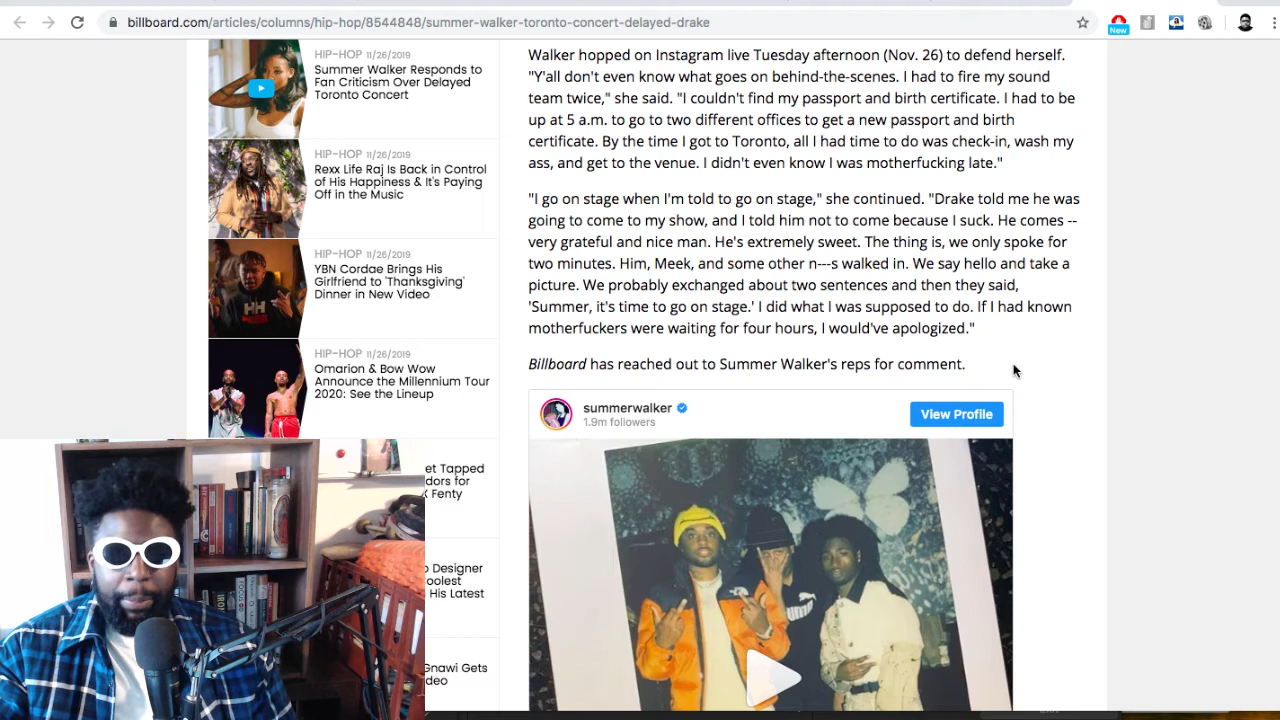 billboard.com/articles/columns/hip-hop/8544848/summer-walker-toronto-concert-delayed-drake
New
HIP-HOP 11/26/2019
Summer Walker Responds to
Fan Criticism Over Delayed
Toronto Concert
HIP-HOP 11/26/2019
Rexx Life Raj Is Back in Control
of His Happiness & It's Paying
Off in the Music
HIP-HOP 11/26/2019
YBN Cordae Brings His
Girlfriend to 'Thanksgiving'
Dinner in New Video
HIP-HOP 11/26/2019
Omarion & Bow Wow
Announce the Millennium Tour
2020: See the Lineup
et Tapped
dors for
X Fenty
o Designer
Coolest
His Latest
Gnawi Gets
deo
Walker hopped on Instagram live Tuesday afternoon (Nov. 26) to defend herself.
"Y'all don't even know what goes on behind-the-scenes. I had to fire my sound
team twice," she said. "I couldn't find my passport and birth certificate. I had to be
up at 5 a.m. to go to two different offices to get a new passport and birth
certificate. By the time I got to Toronto, all I had time to do was check-in, wash my
ass, and get to the venue. I didn't even know I was motherfucking late."
"I go on stage when I'm told to go on stage," she continued. "Drake told me he was
going to come to my show, and I told him not to come because I suck. He comes --
very grateful and nice man. He's extremely sweet. The thing is, we only spoke for
two minutes. Him, Meek, and some other n---s walked in. We say hello and take a
picture. We probably exchanged about two sentences and then they said,
'Summer, it's time to go on stage.' I did what I was supposed to do. If I had known
motherfuckers were waiting for four hours, I would've apologized."
Billboard has reached out to Summer Walker's reps for comment.
summerwalker
1.9m followers
View Profile
HH